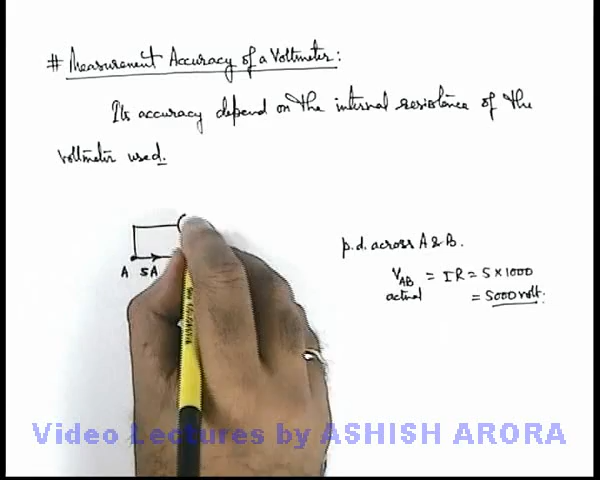 # Measurement Accuracy of a Voltmeter:
Its accuracy depend on the internal resistance of the
voltmeter used.
p.d. across A & B.
A 5A
V_AB = IR = 5 × 1000
actual = 5000 volt.
Video Lectures by ASHISH ARORA